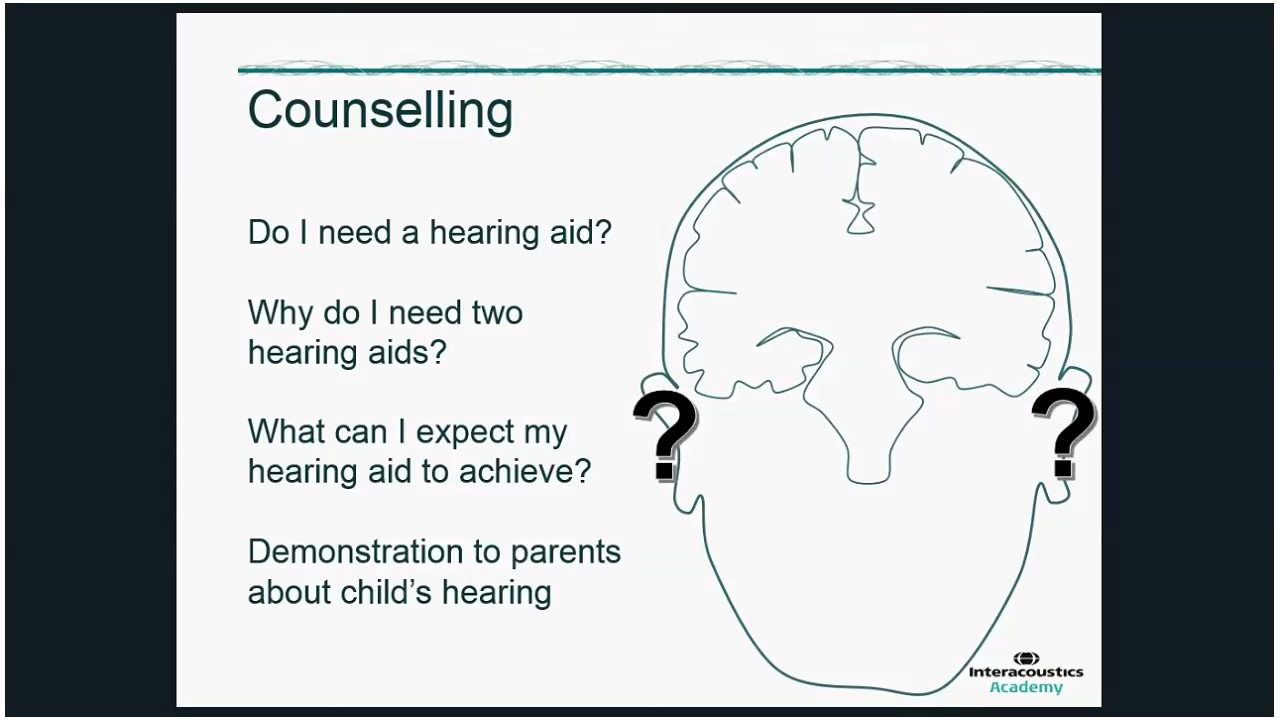 Counselling
Do I need a hearing aid?
Why do I need two
hearing aids?
What can I expect my
hearing aid to achieve?
Demonstration to parents
about child’s hearing
?
?
Interacoustics
Academy